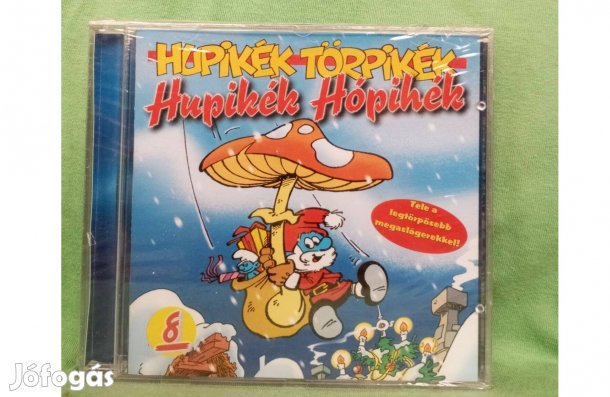 HUPIKÉK TÖRPIKÉK
Hupikék Hópihék
Tele a
legtörpösebb
megaslágerekkel!
8
Jófogás